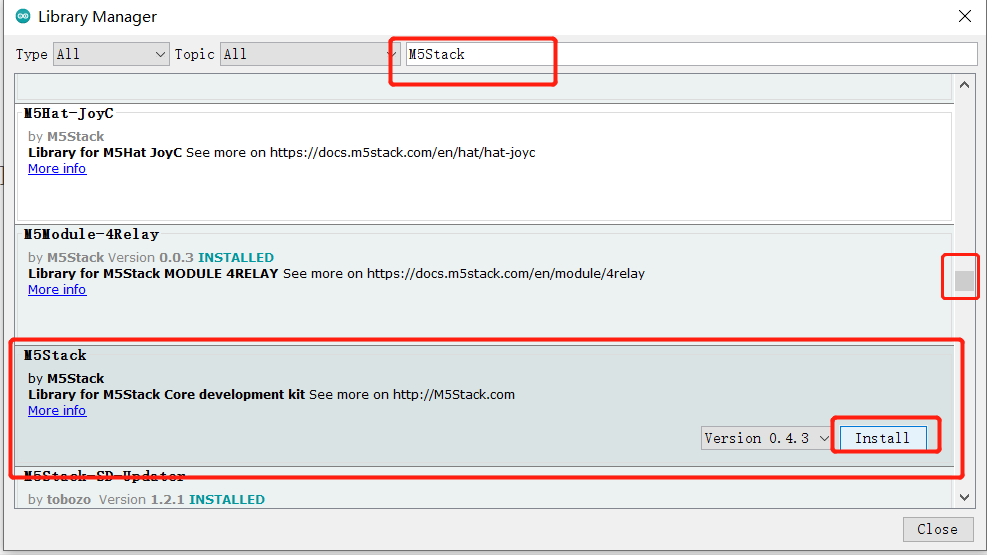 Library Manager
Type All Topic All M5Stack
M5Hat-JoyC
by M5Stack
Library for M5Hat JoyC See more on https://docs.m5stack.com/en/hat/hat-joyc
More info
M5Module-4Relay
by M5Stack Version 0.0.3 INSTALLED
Library for M5Stack MODULE 4RELAY See more on https://docs.m5stack.com/en/module/4relay
More info
M5Stack
by M5Stack
Library for M5Stack Core development kit See more on http://M5Stack.com
More info
Version 0.4.3 Install
M5Stack-SD-Updater
by tobozo Version 1.2.1 INSTALLED
Close